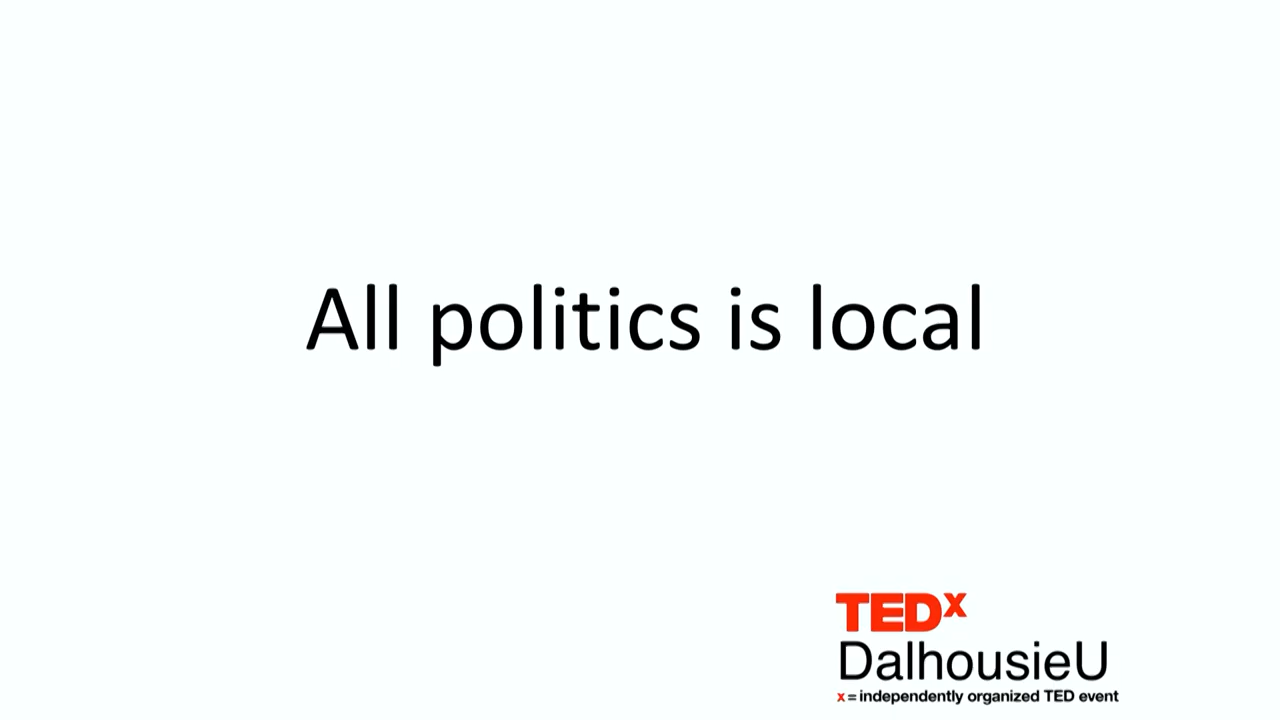 All politics is local
TEDx
DalhousieU
x = independently organized TED event